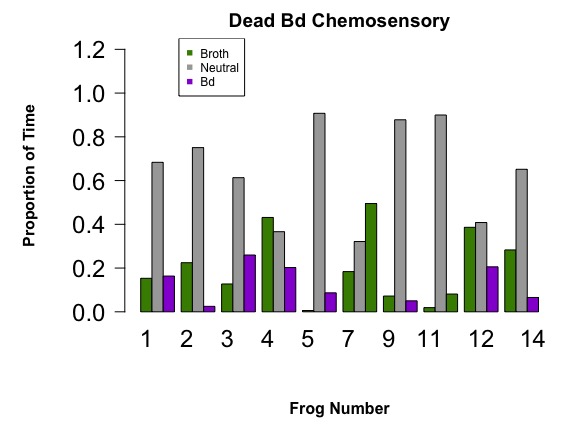 Dead Bd Chemosensory
Broth
Neutral
Bd
1.2
1.0
0.8
0.6
0.4
0.2
0.0
Proportion of Time
1 2 3 4 5 7 9 11 12 14
Frog Number